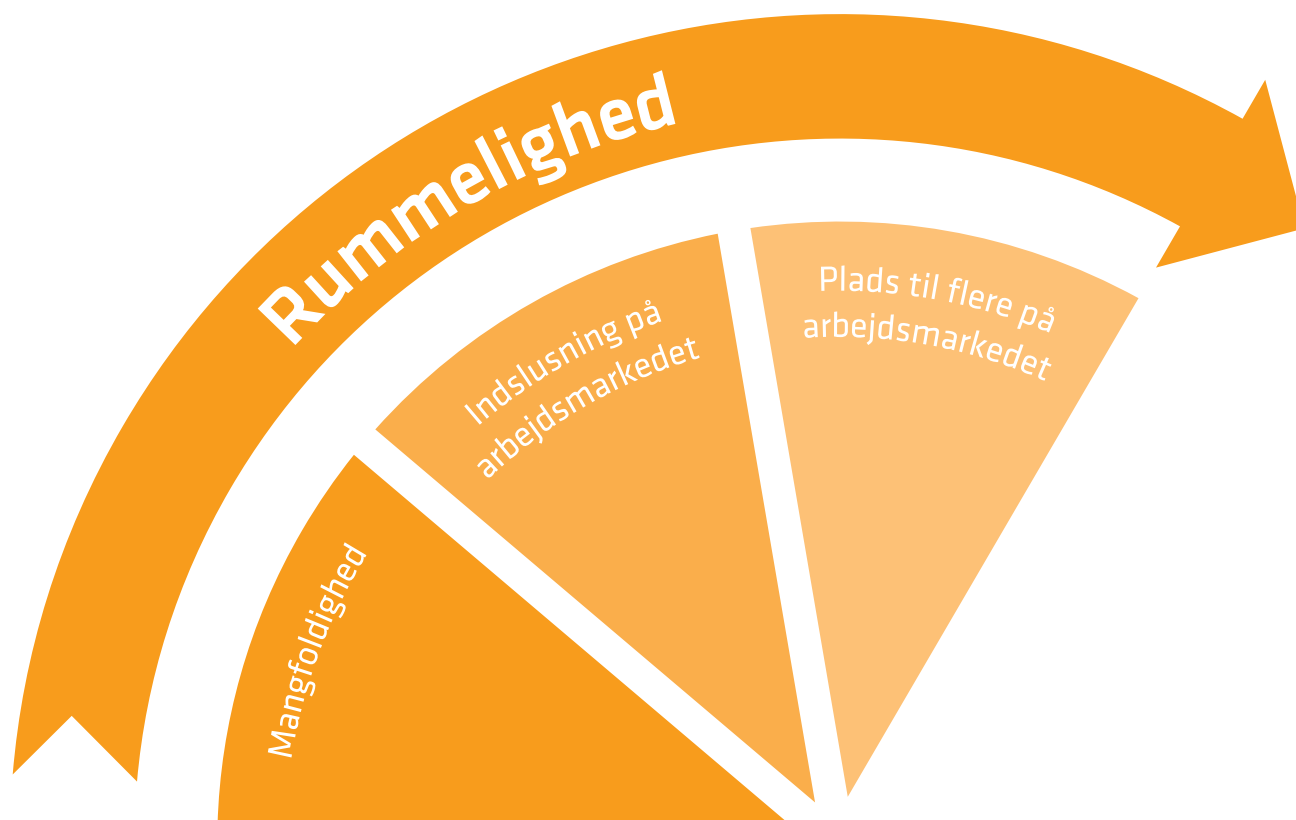 Rummelighed
Mangfoldighed
Indslusning på
arbejdsmarkedet
Plads til flere på
arbejdsmarkedet